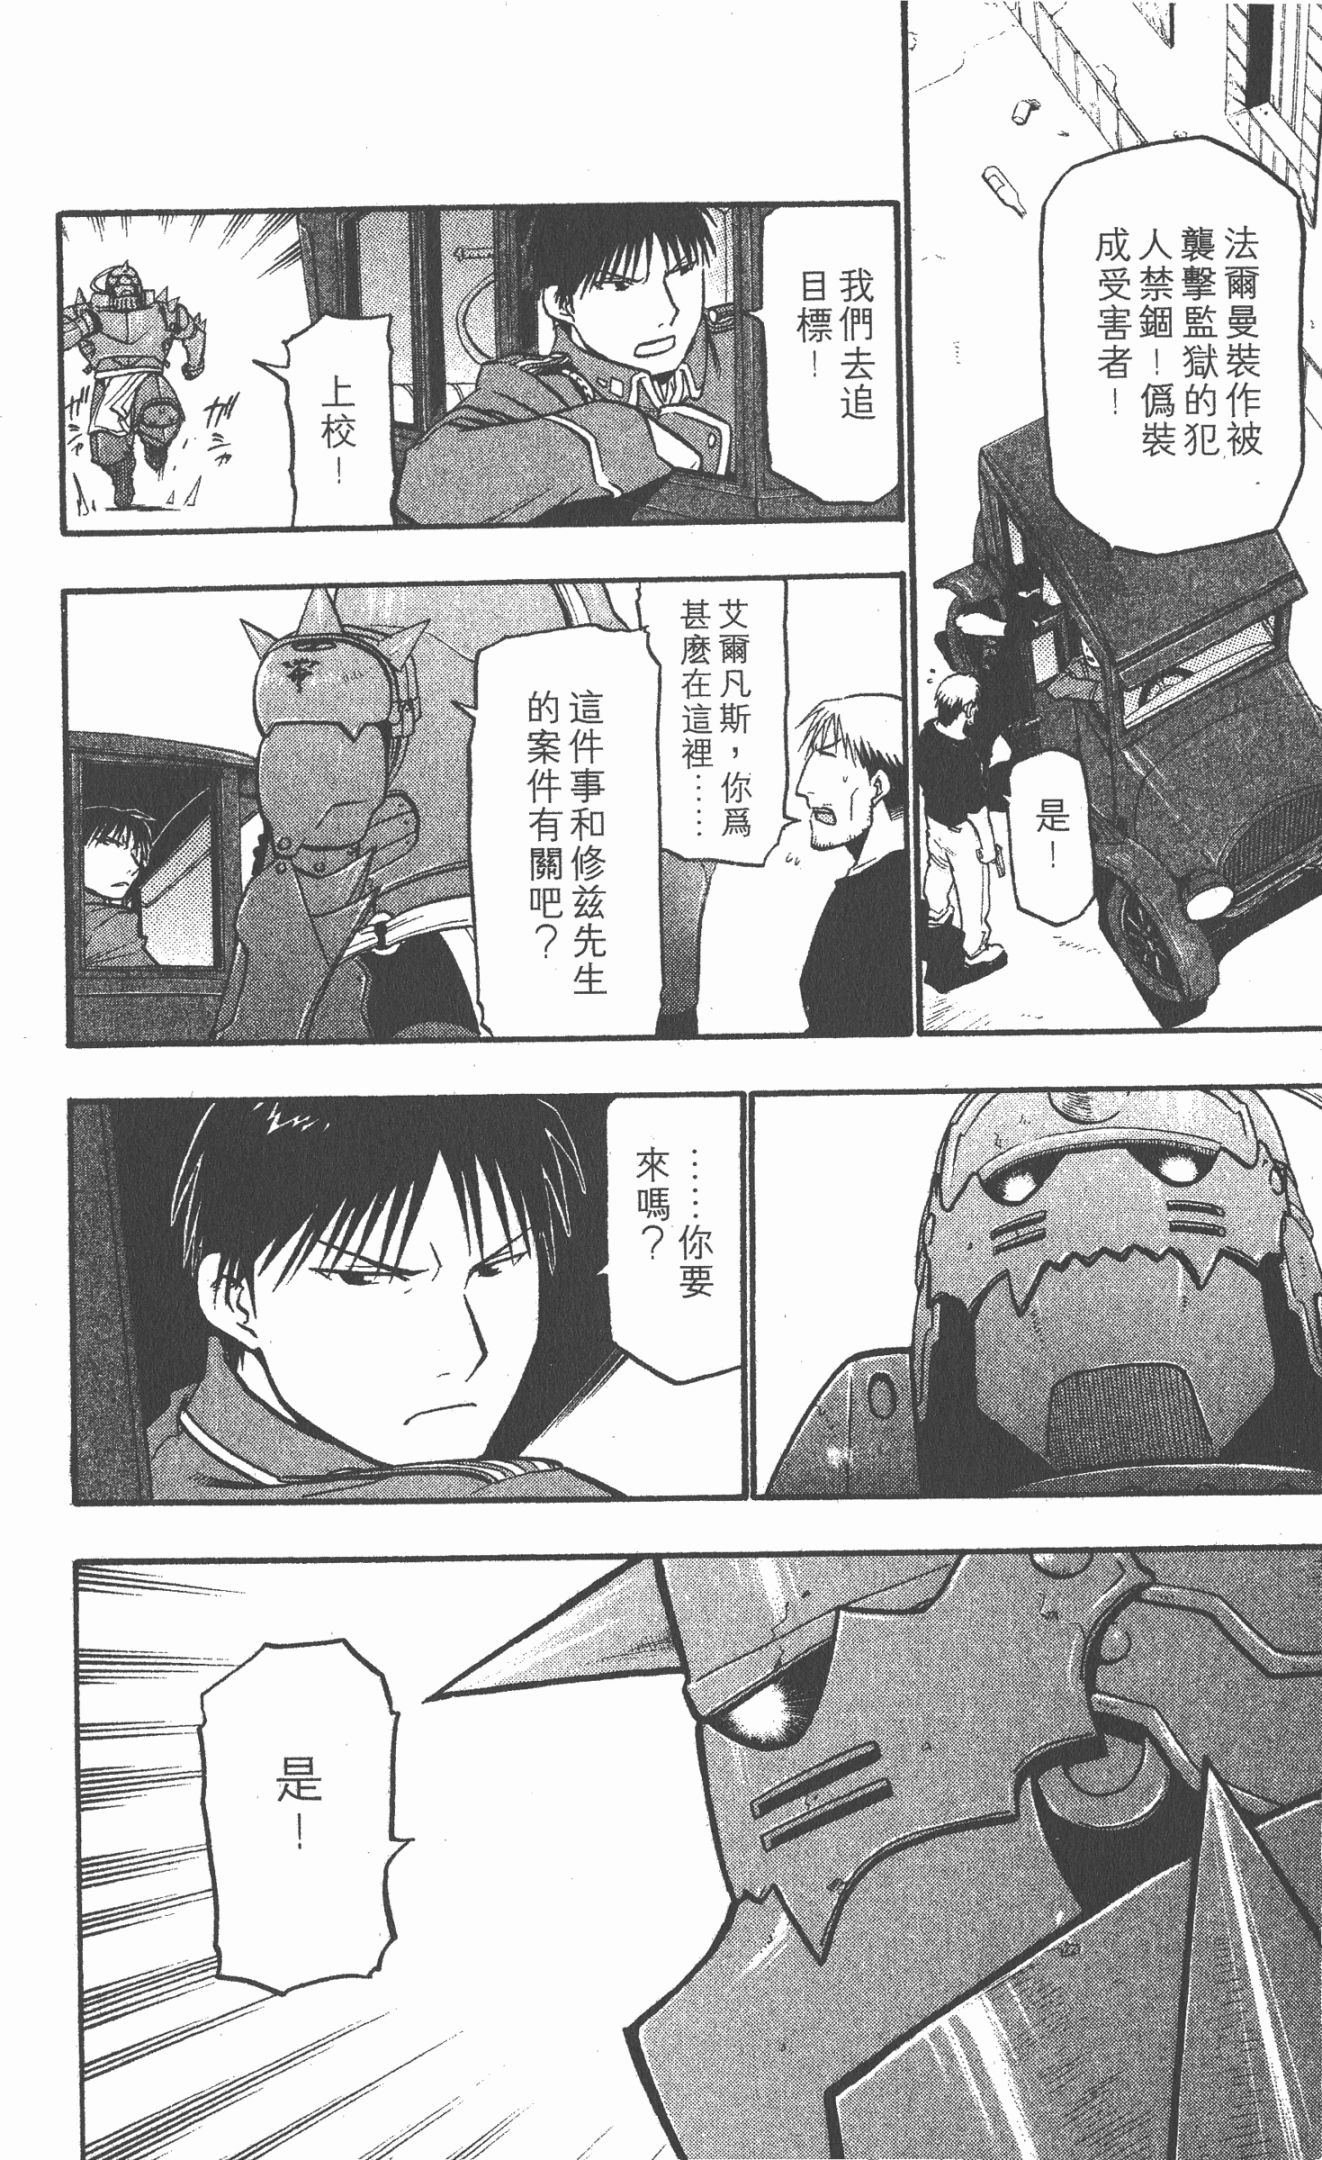 法爾曼裝作被
襲擊監獄的犯
人禁錮！僞裝
成受害者！
是！
我們去追
目標！
上校！
艾爾凡斯，你爲
甚麽在這裡……
這件事和修兹先生
的案件有關吧？
……你要
來嗎？
是！